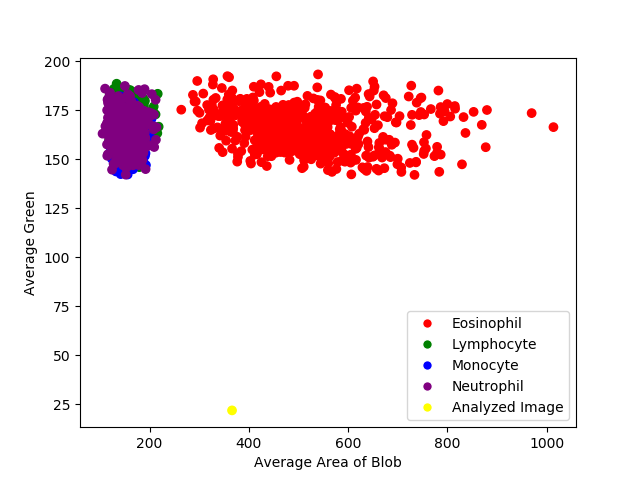 200
175
150
125
100
75
50
25
Average Green
200 400 600 800 1000
Average Area of Blob
Eosinophil
Lymphocyte
Monocyte
Neutrophil
Analyzed Image